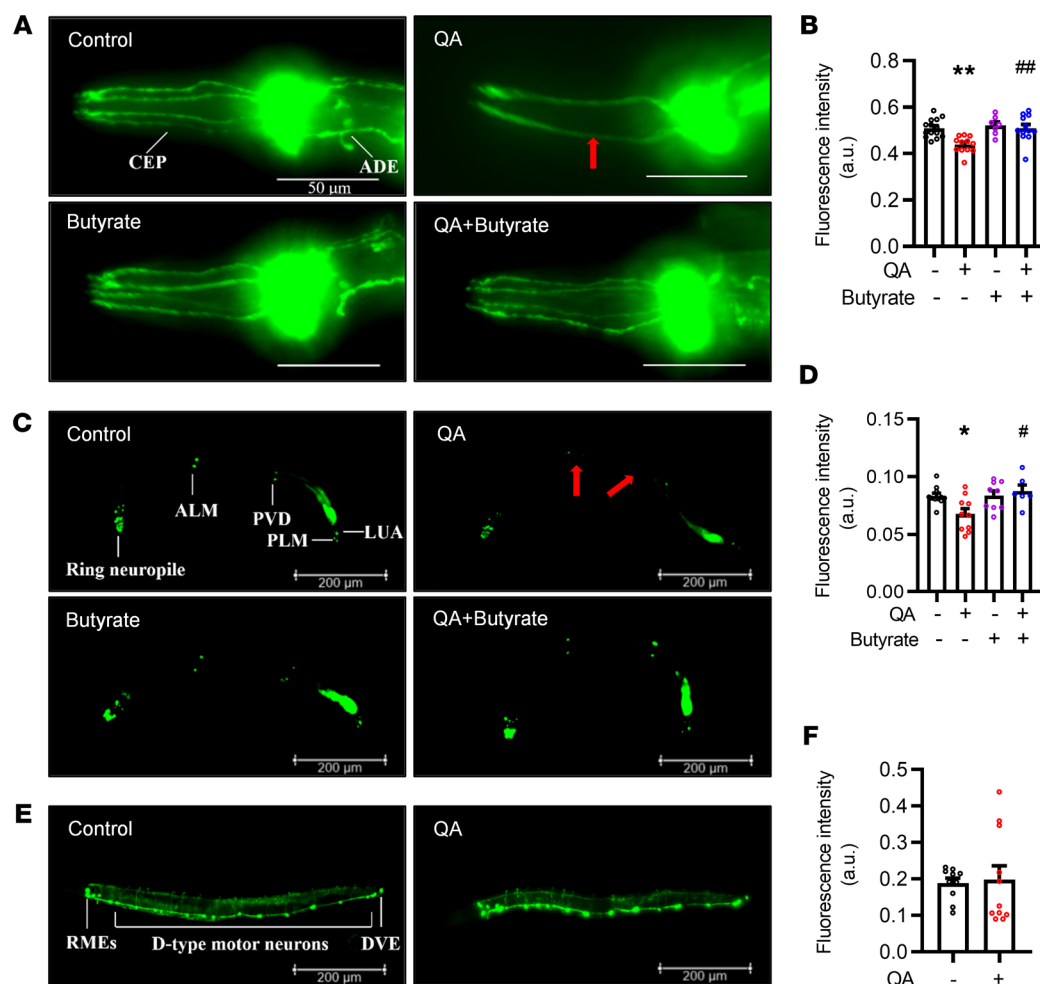 A
Control
CEP
ADE
50 µm
QA
Butyrate
QA+Butyrate
B
Fluorescence intensity
(a.u.)
0.8
0.6
0.4
0.2
0.0
**
##
QA - + - +
Butyrate - - + +
C
Control
ALM
PVD
PLM
LUA
Ring neuropile
200 µm
QA
200 µm
Butyrate
200 µm
QA+Butyrate
200 µm
D
Fluorescence intensity
(a.u.)
0.15
0.10
0.05
0.00
*
#
QA - + - +
Butyrate - - + +
E
Control
RMEs
D-type motor neurons
DVE
200 µm
QA
200 µm
F
Fluorescence intensity
(a.u.)
0.5
0.4
0.3
0.2
0.1
0.0
QA - +